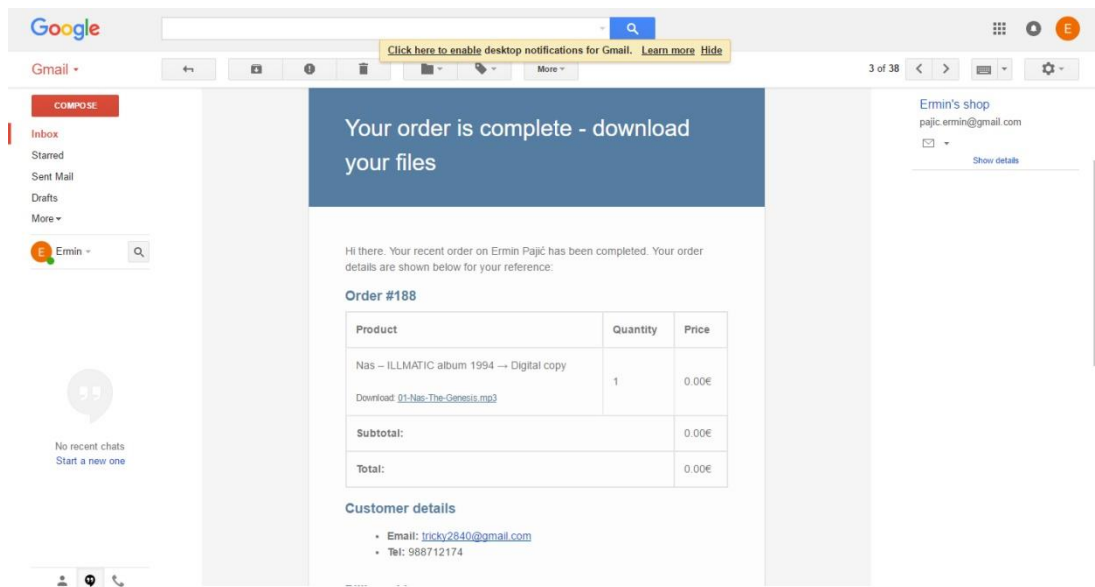 Google
E
Click here to enable desktop notifications for Gmail. Learn more Hide
Gmail
More
3 of 38
COMPOSE
Inbox
Starred
Sent Mail
Drafts
More
E Ermin
No recent chats
Start a new one
Your order is complete - download
your files
Hi there. Your recent order on Ermin Pajić has been completed. Your order
details are shown below for your reference:
Order #188
Product Quantity Price
Nas – ILLMATIC album 1994 → Digital copy
Download: 01-Nas-The-Genesis.mp3
1 0.00€
Subtotal: 0.00€
Total: 0.00€
Customer details
• Email: tricky2840@gmail.com
• Tel: 988712174
Ermin's shop
pajic.ermin@gmail.com
Show details